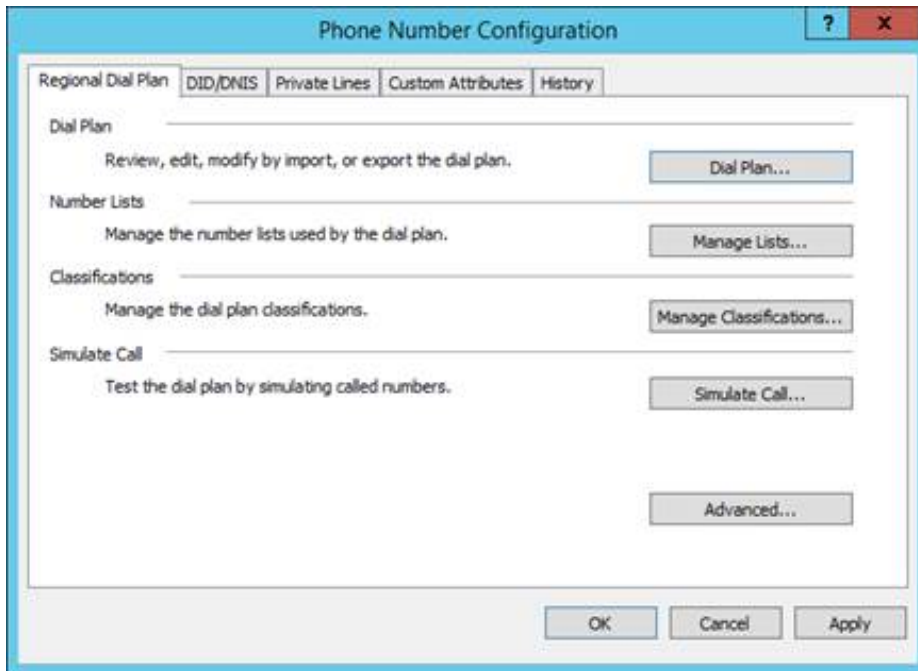 Phone Number Configuration
? x
Regional Dial Plan DID/DNIS Private Lines Custom Attributes History
Dial Plan
Review, edit, modify by import, or export the dial plan.
Dial Plan...
Number Lists
Manage the number lists used by the dial plan.
Manage Lists...
Classifications
Manage the dial plan classifications.
Manage Classifications...
Simulate Call
Test the dial plan by simulating called numbers.
Simulate Call...
Advanced...
OK Cancel Apply